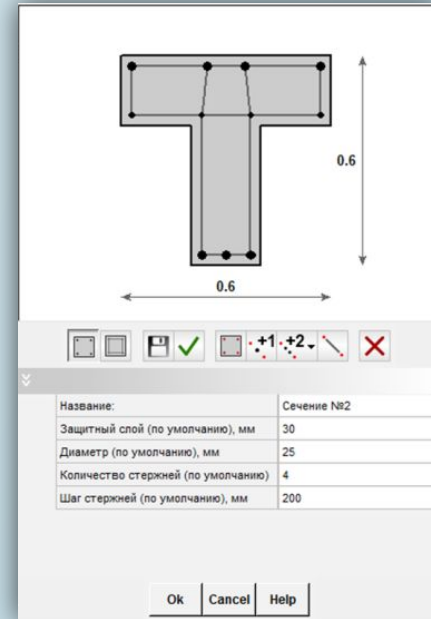 0.6
0.6
+1 +2
Название: Сечение №2
Защитный слой (по умолчанию), мм 30
Диаметр (по умолчанию), мм 25
Количество стержней (по умолчанию) 4
Шаг стержней (по умолчанию), мм 200
Ok Cancel Help